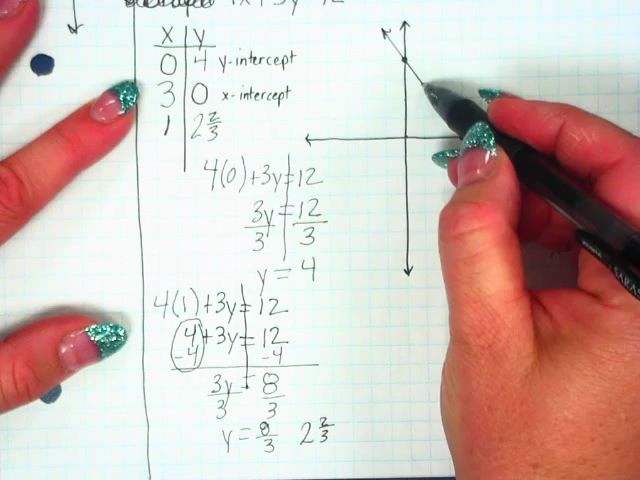 4x + 3y = 12
x y
0 4 y-intercept
3 0 x-intercept
1 2 2/3
4(0)+3y=12
3y = 12
3 3
y = 4
4(1)+3y=12
4+3y=12
-4 -4
3y = 8
3 3
y = 8/3 2 2/3
SARAS